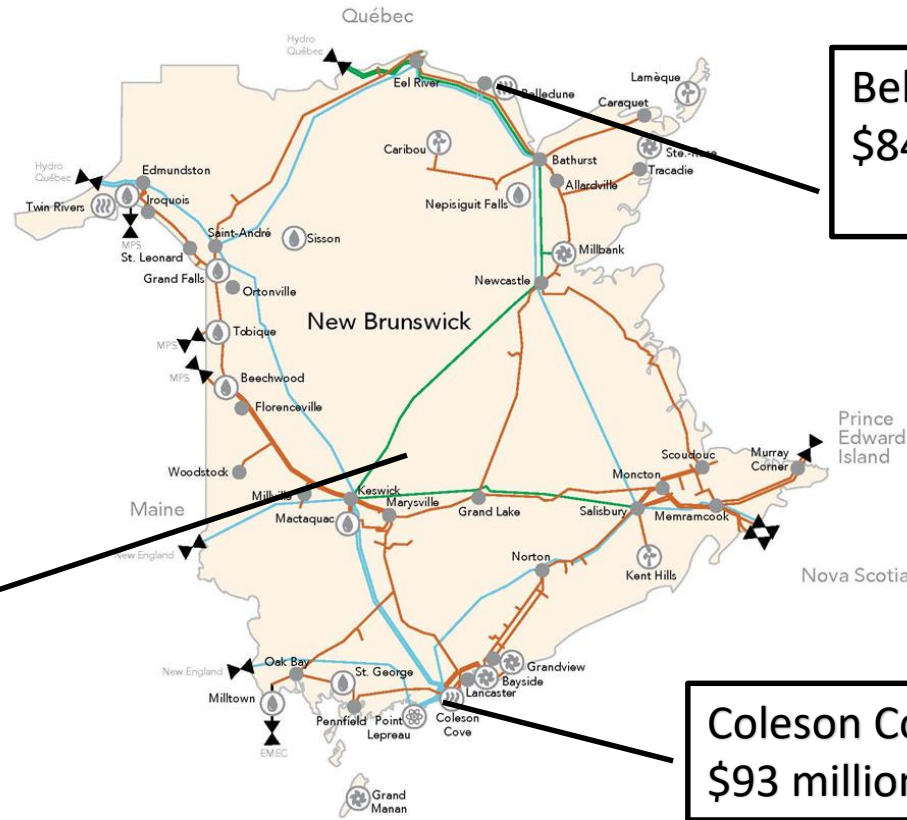 Québec
Hydro
Québec
Eel River
Belledune
Lamèque
Caraquet
Bel
$84
Caribou
Bathurst
Ste.-Rose
Tracadie
Allardville
Nepisiguit Falls
Hydro
Québec
Edmundston
Twin Rivers
Iroquois
MPS
St. Leonard
Saint-André
Sisson
Grand Falls
Ortonville
Millbank
Newcastle
New Brunswick
Tobique
MPS
MPS
Beechwood
Florenceville
Woodstock
Prince
Edward
Island
Scoudouc
Murray
Corner
Moncton
Maine
Millville
Keswick
Marysville
Mactaquac
Grand Lake
Salisbury
Memramcook
New England
Norton
Kent Hills
Nova Scotia
New England
Oak Bay
St. George
Grandview
Bayside
Lancaster
Milltown
Pennfield
Point
Lepreau
Coleson
Cove
EMEC
Grand
Manan
Coleson Co
$93 million